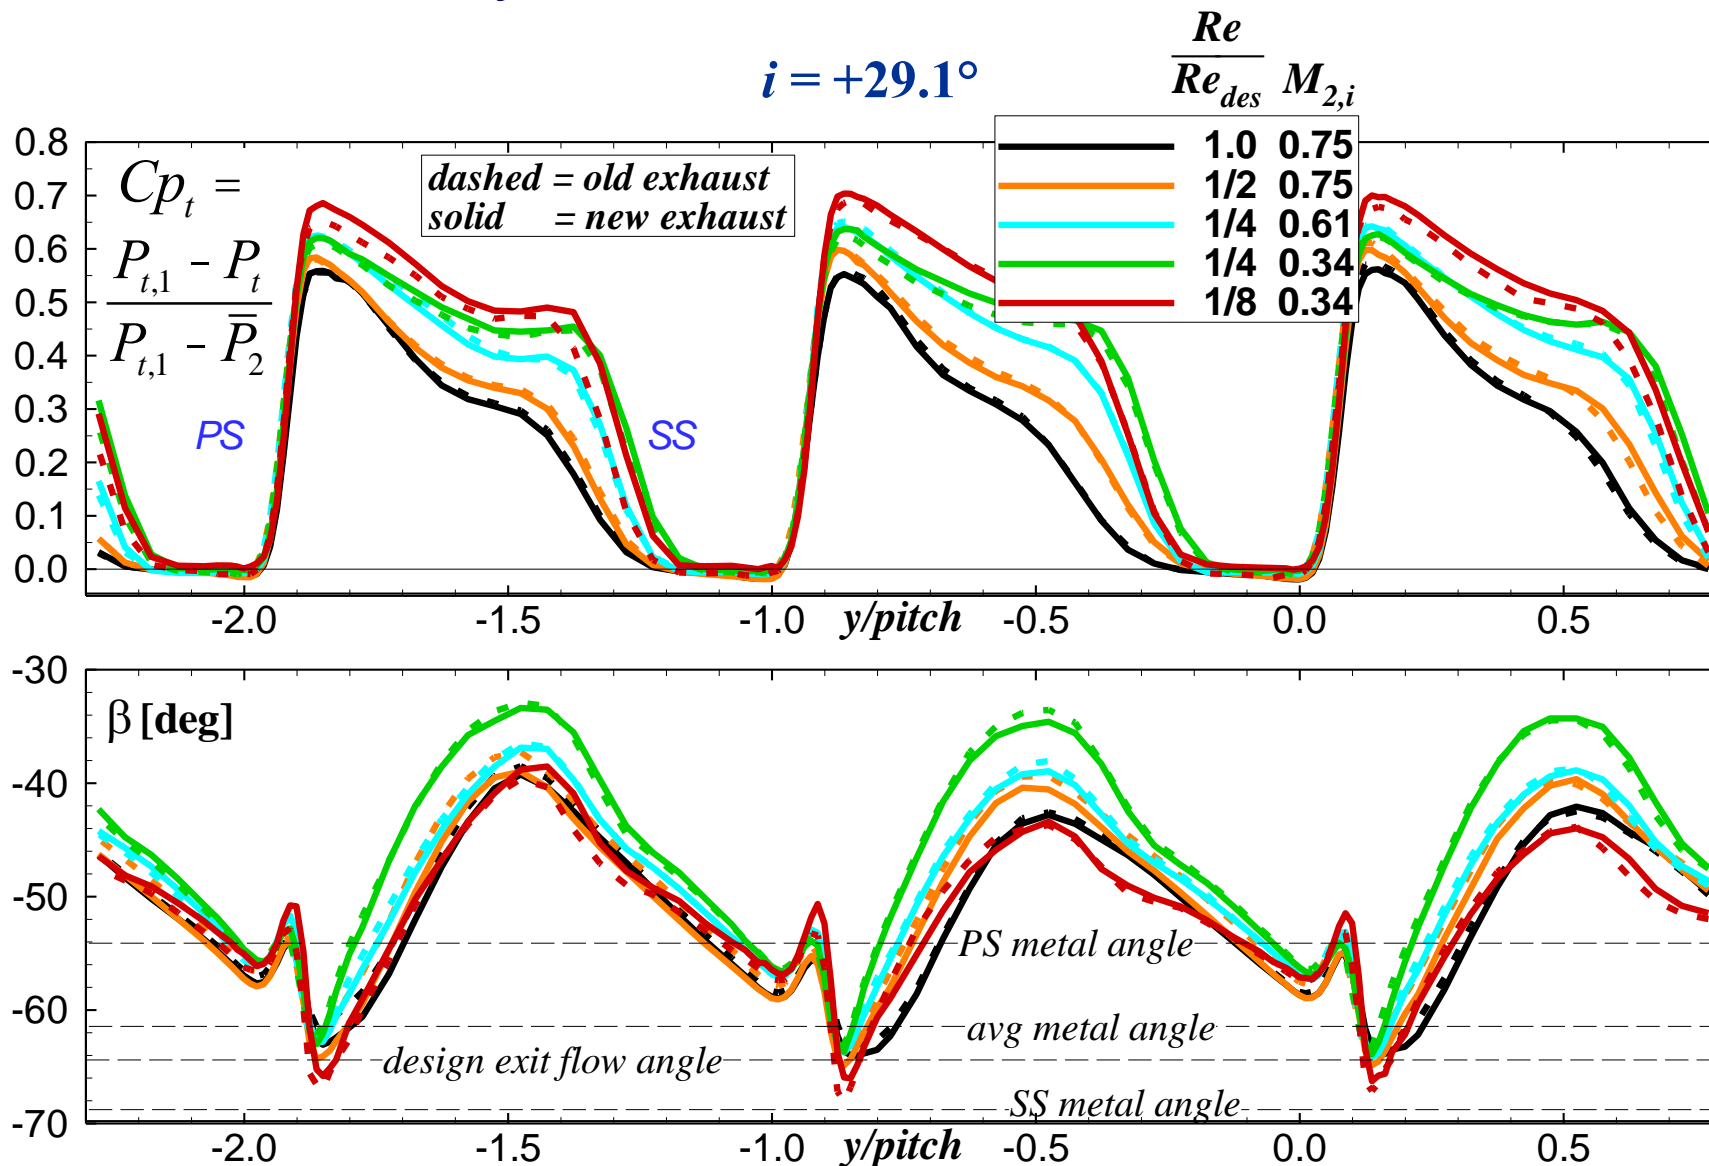 i = +29.1°
Re
Re_des M_2,i
1.0 0.75
1/2 0.75
1/4 0.61
1/4 0.34
1/8 0.34
dashed = old exhaust
solid = new exhaust
Cp_t =
P_t,1 - P_t
P_t,1 - P̅_2
0.8
0.7
0.6
0.5
0.4
0.3
0.2
0.1
0.0
PS SS
-2.0 -1.5 -1.0 y/pitch -0.5 0.0 0.5
-30
-40
-50
-60
-70
β [deg]
PS metal angle
avg metal angle
design exit flow angle
SS metal angle
-2.0 -1.5 -1.0 y/pitch -0.5 0.0 0.5